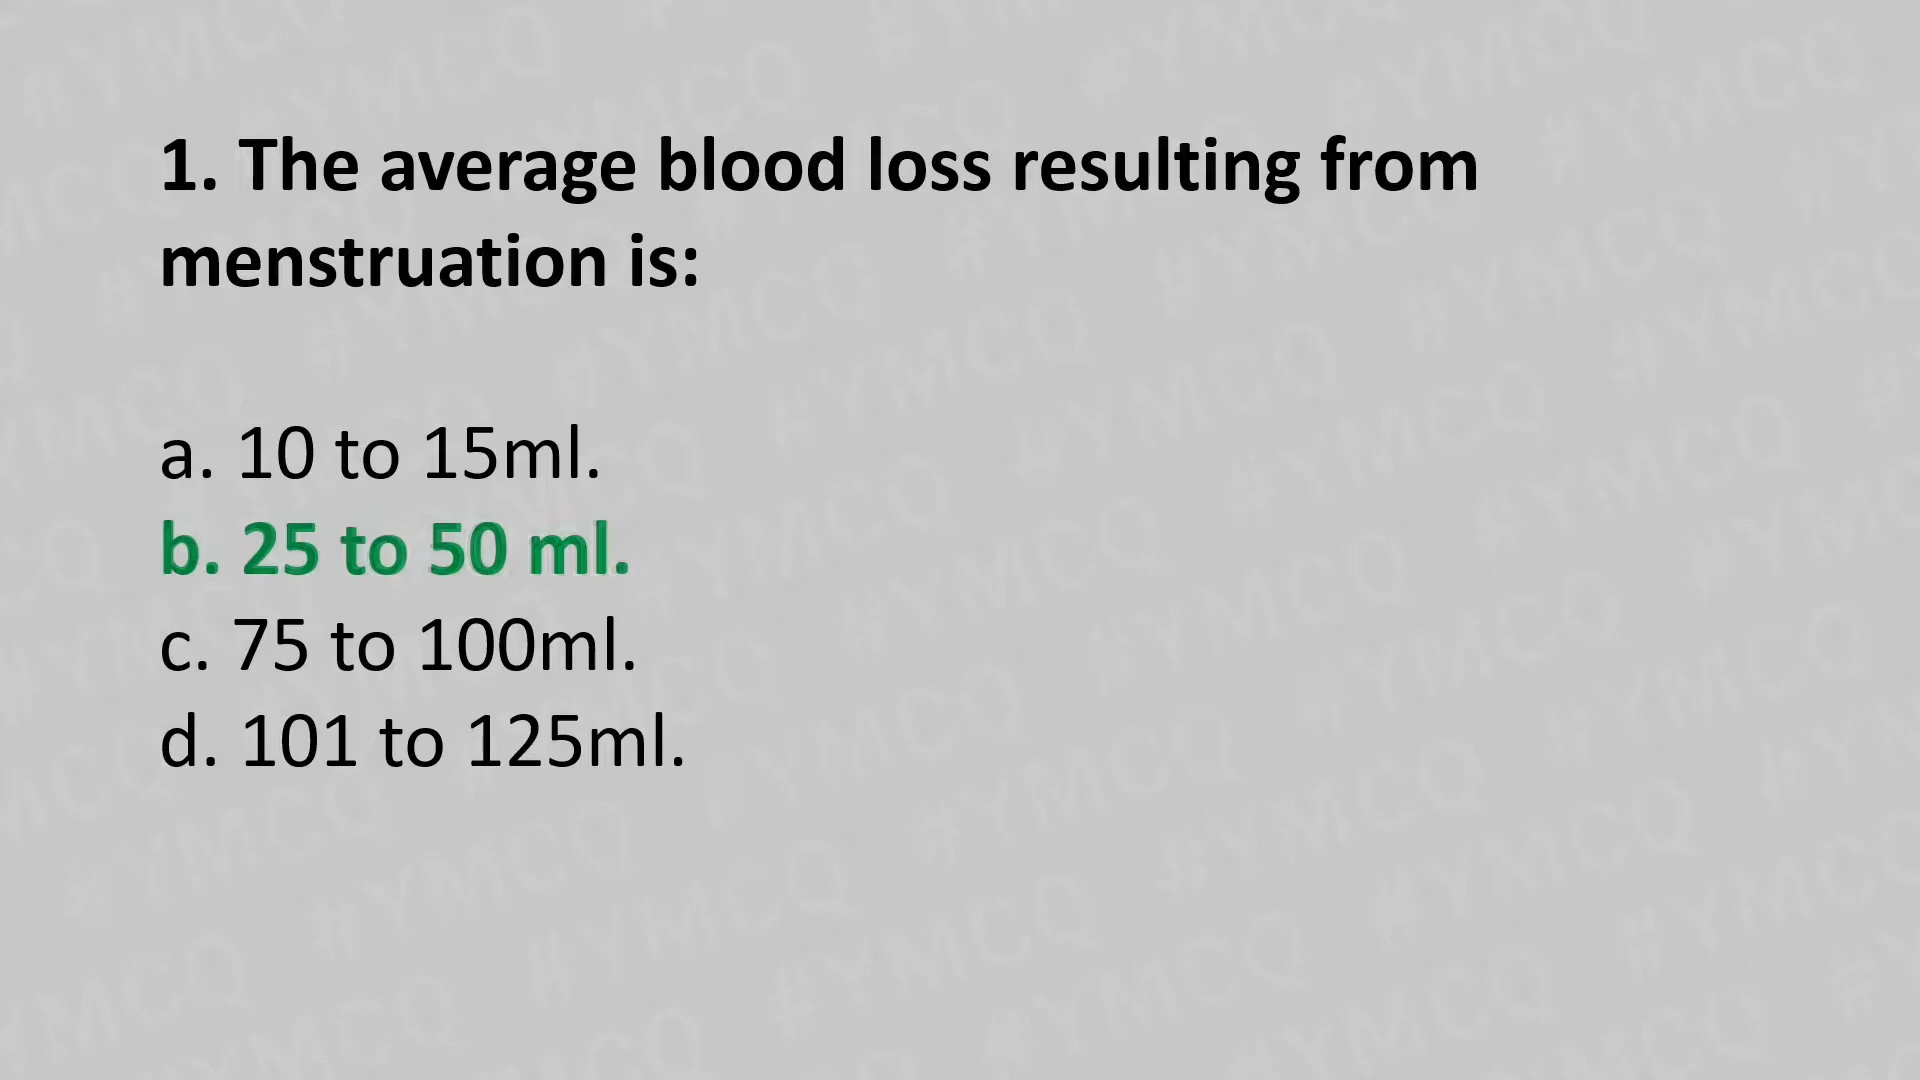 1. The average blood loss resulting from
menstruation is:
a. 10 to 15ml.
b. 25 to 50 ml.
c. 75 to 100ml.
d. 101 to 125ml.
#YMCQ